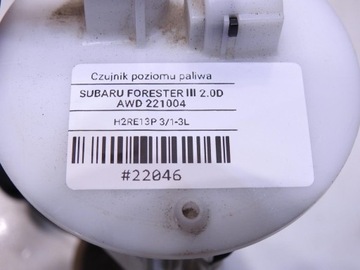 Czujnik poziomu paliwa
SUBARU FORESTER III 2.0D
AWD 221004
H2RE13P 3/1-3L
#22046